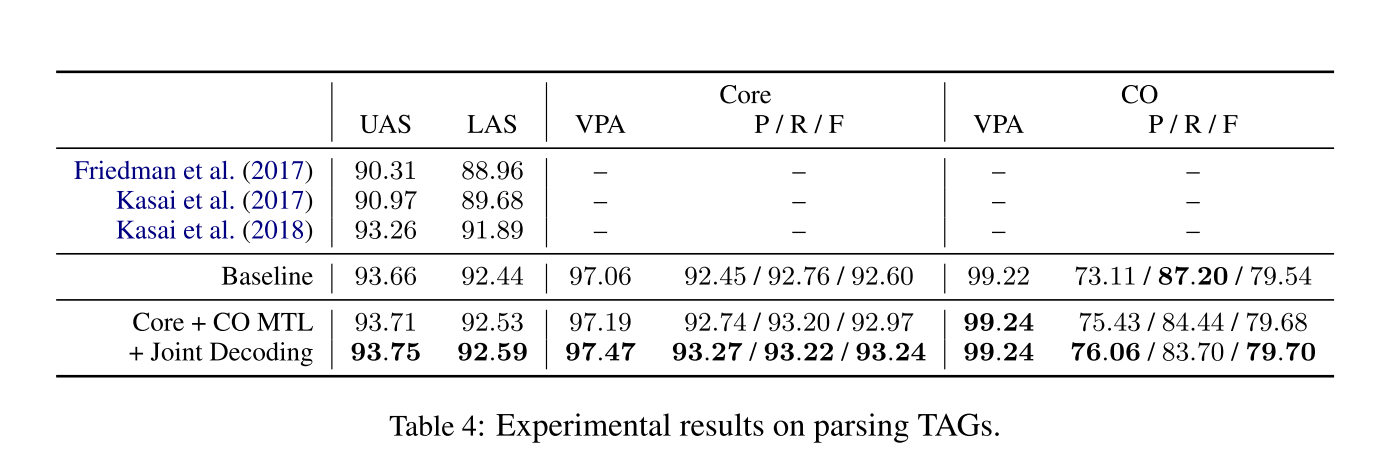 Core CO
UAS LAS VPA P / R / F VPA P / R / F
Friedman et al. (2017) 90.31 88.96 – – – –
Kasai et al. (2017) 90.97 89.68 – – – –
Kasai et al. (2018) 93.26 91.89 – – – –
Baseline 93.66 92.44 97.06 92.45 / 92.76 / 92.60 99.22 73.11 / 87.20 / 79.54
Core + CO MTL 93.71 92.53 97.19 92.74 / 93.20 / 92.97 99.24 75.43 / 84.44 / 79.68
+ Joint Decoding 93.75 92.59 97.47 93.27 / 93.22 / 93.24 99.24 76.06 / 83.70 / 79.70
Table 4: Experimental results on parsing TAGs.